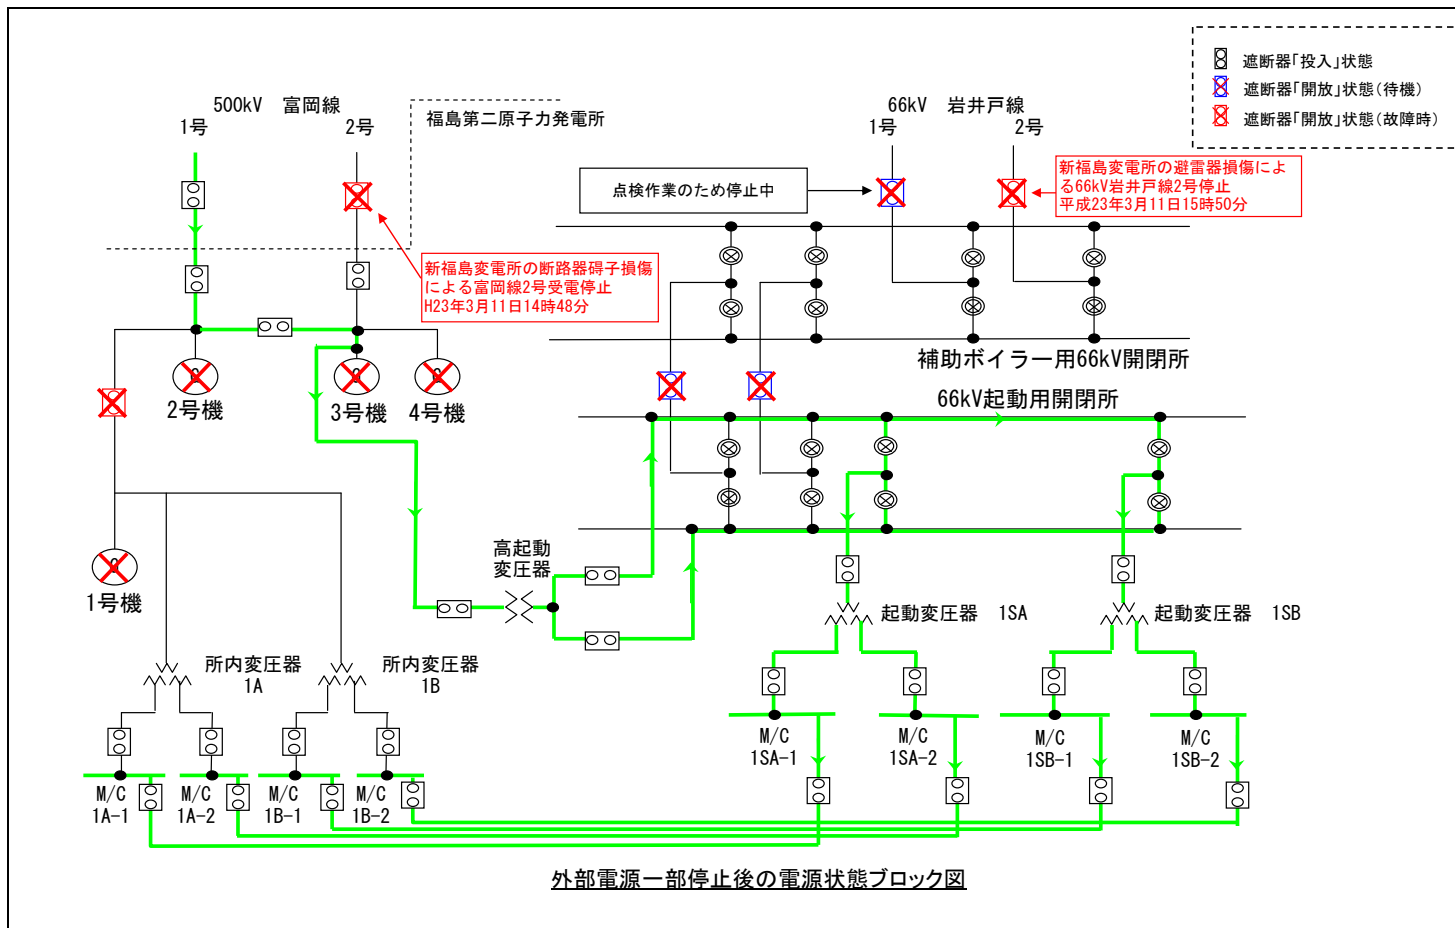 遮断器「投入」状態
遮断器「開放」状態(待機)
遮断器「開放」状態(故障時)
500kV 富岡線
1号
2号
福島第二原子力発電所
66kV 岩井戸線
1号
2号
点検作業のため停止中
新福島変電所の避雷器損傷によ
る66kV岩井戸線2号停止
平成23年3月11日15時50分
新福島変電所の断路器碍子損傷
による富岡線2号受電停止
H23年3月11日14時48分
補助ボイラー用66kV開閉所
2号機
3号機
4号機
66kV起動用開閉所
高起動
変圧器
1号機
起動変圧器 1SA
起動変圧器 1SB
所内変圧器
1A
所内変圧器
1B
M/C
1SA-1
M/C
1SA-2
M/C
1SB-1
M/C
1SB-2
M/C
1A-1
M/C
1A-2
M/C
1B-1
M/C
1B-2
外部電源一部停止後の電源状態ブロック図